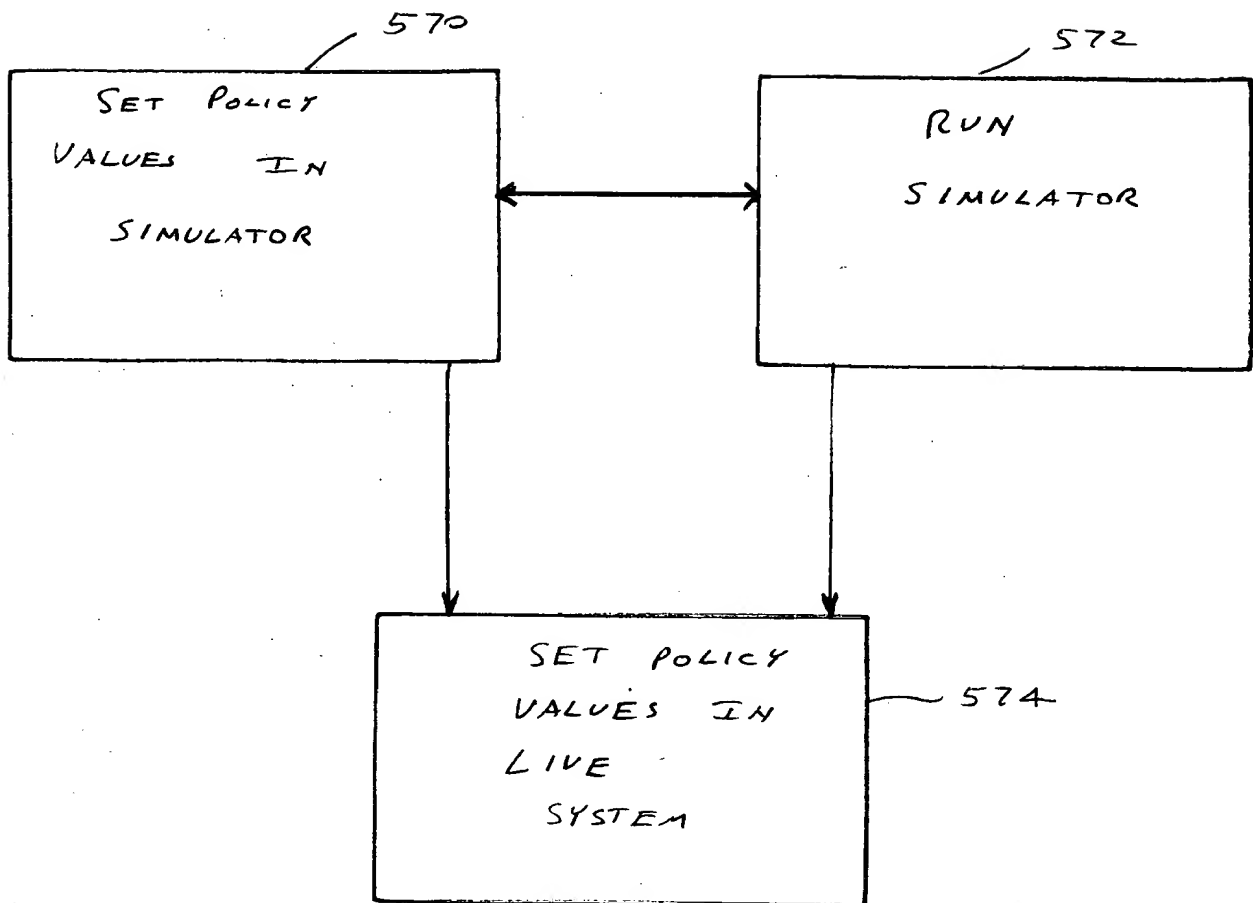 570
SET POLICY
VALUES IN
SIMULATOR
572
RUN
SIMULATOR
SET POLICY
VALUES IN
LIVE
SYSTEM
574